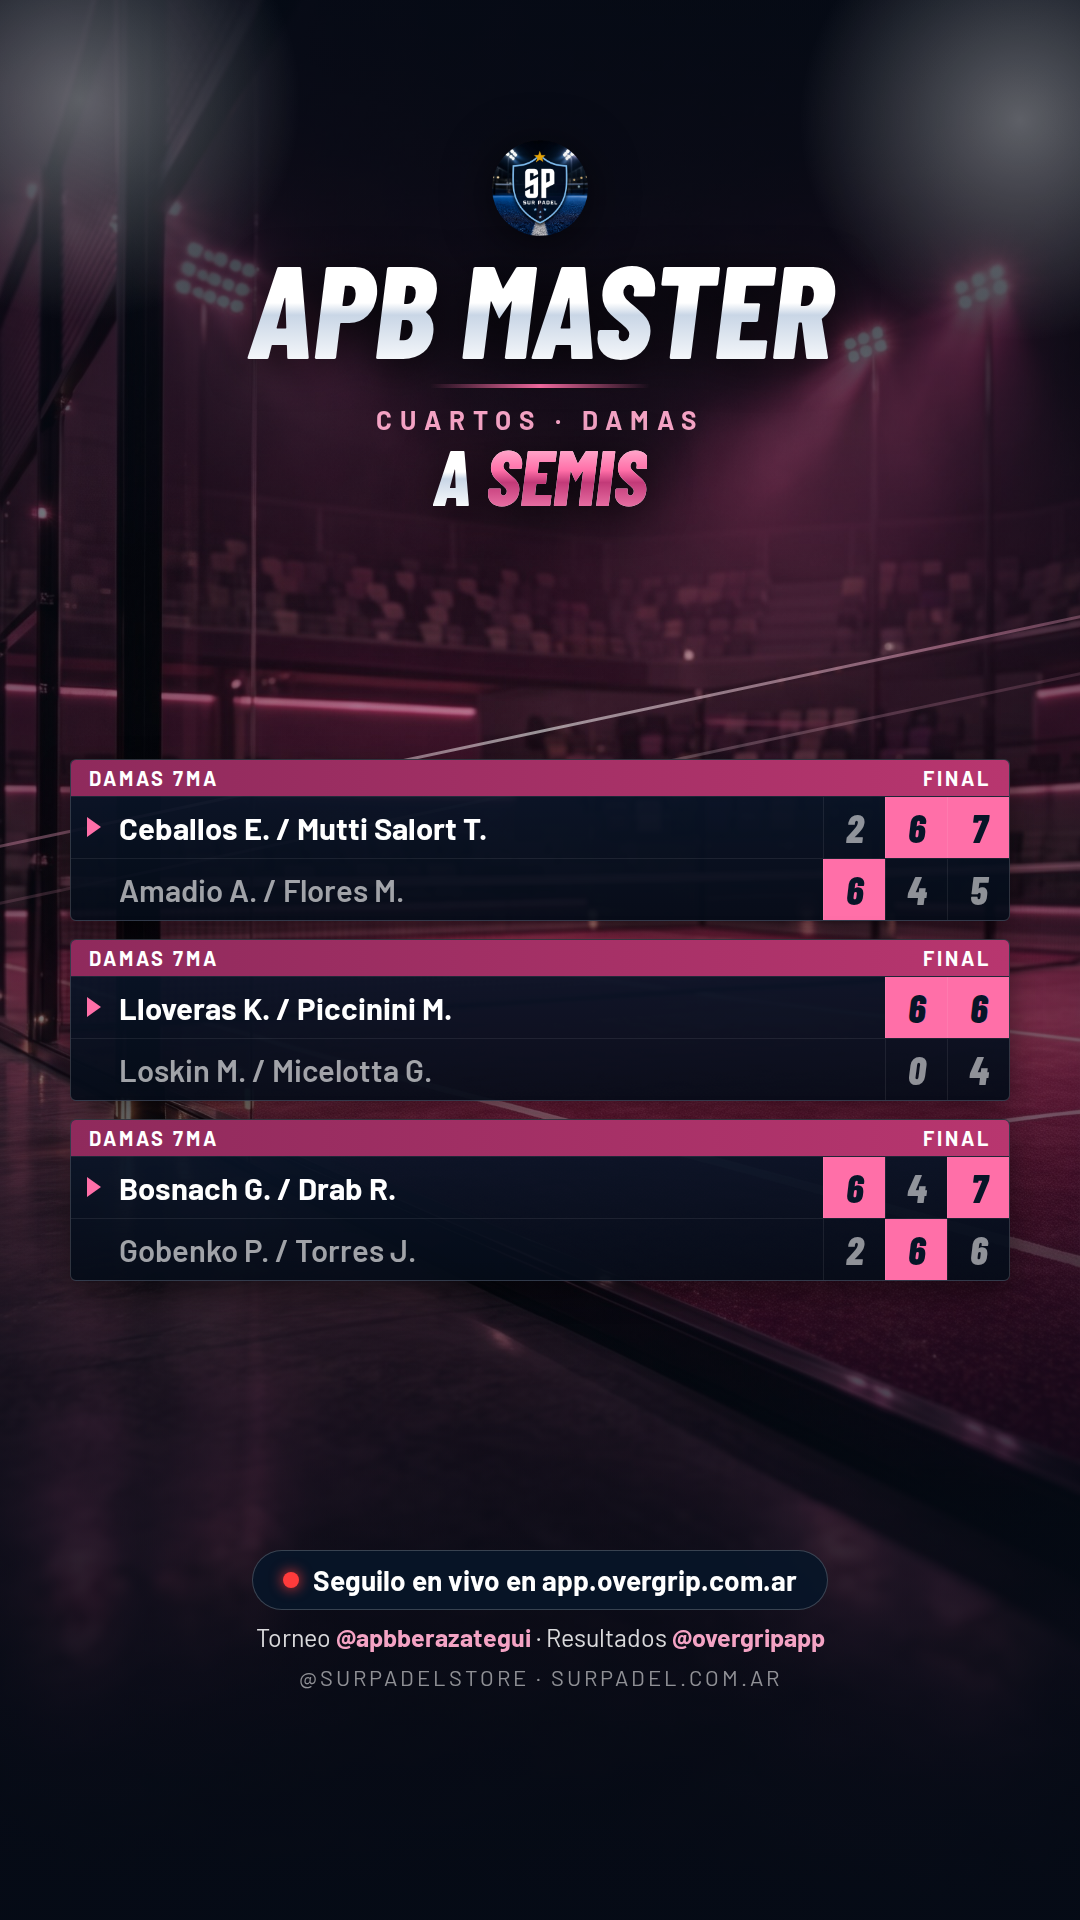 SP
SUR PADEL
APB MASTER
CUARTOS · DAMAS
A SEMIS
DAMAS 7MA FINAL
Ceballos E. / Mutti Salort T. 2 6 7
Amadio A. / Flores M. 6 4 5
DAMAS 7MA FINAL
Lloveras K. / Piccinini M. 6 6
Loskin M. / Micelotta G. 0 4
DAMAS 7MA FINAL
Bosnach G. / Drab R. 6 4 7
Gobenko P. / Torres J. 2 6 6
Seguilo en vivo en app.overgrip.com.ar
Torneo @apbberazategui · Resultados @overgripapp
@SURPADELSTORE · SURPADEL.COM.AR